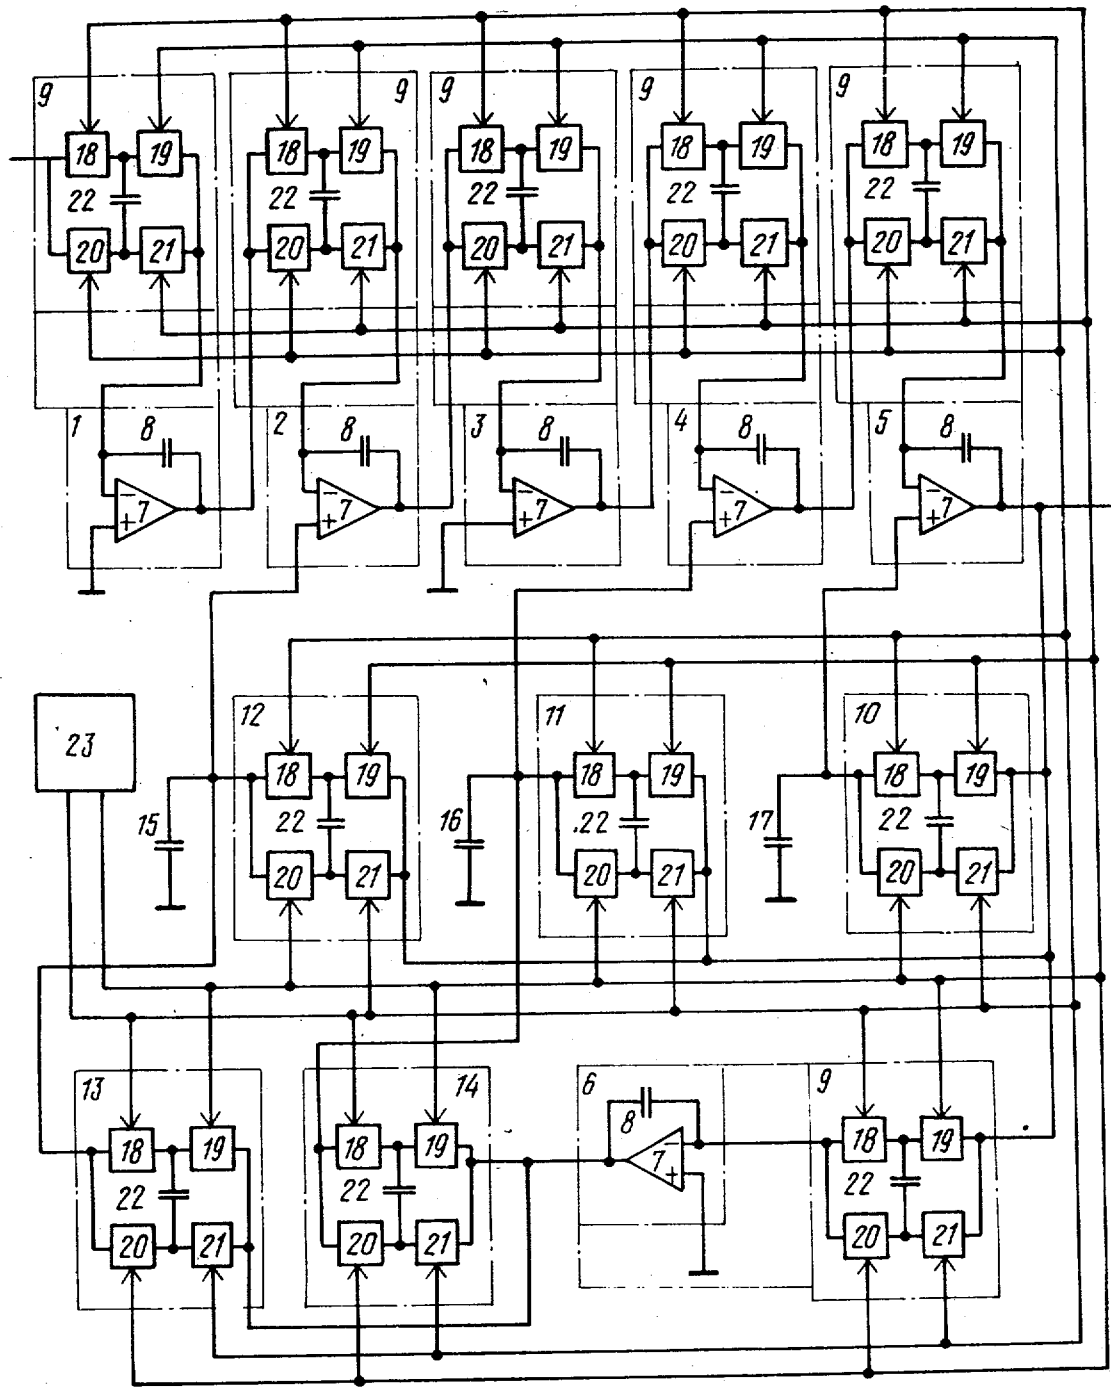 9 9 9 9 9
18 19 18 19 18 19 18 19 18 19
22 22 22 22 22
20 21 20 21 20 21 20 21 20 21
1 8 2 8 3 8 4 8 5 8
7 7 7 7 7
− − − − −
+ + + + +
12 11 10
23 18 19 18 19 18 19
15 22 16 22 17 22
20 21 20 21 20 21
13 14 6 9
18 19 18 19 8 18 19
7 − +
22 22 22
20 21 20 21 20 21